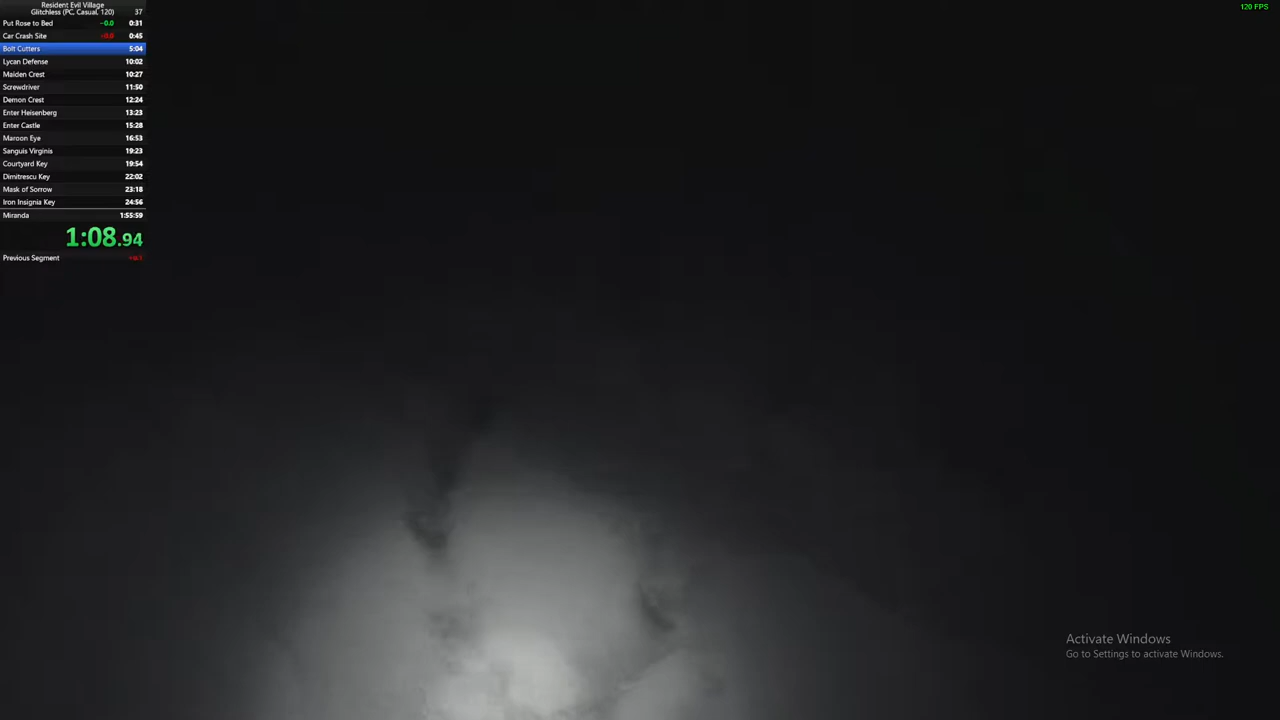 Resident Evil Village
Glitchless (PC, Casual, 120) 37
Put Rose to Bed −0.0 0:31
Car Crash Site +0.0 0:45
Bolt Cutters 5:04
Lycan Defense 10:02
Maiden Crest 10:27
Screwdriver 11:50
Demon Crest 12:24
Enter Heisenberg 13:23
Enter Castle 15:28
Maroon Eye 16:53
Sanguis Virginis 19:23
Courtyard Key 19:54
Dimitrescu Key 22:02
Mask of Sorrow 23:18
Iron Insignia Key 24:56
Miranda 1:55:59
1:08.94
Previous Segment +0.1
120 FPS
Activate Windows
Go to Settings to activate Windows.